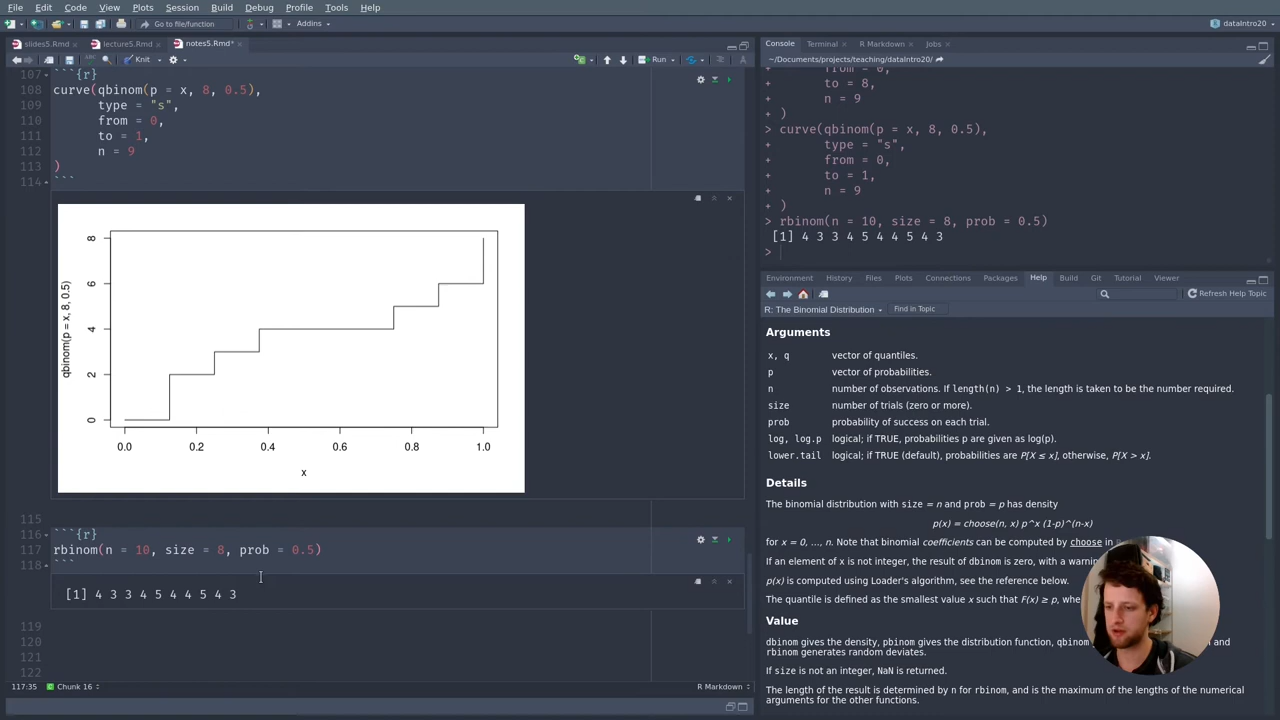 File Edit Code View Plots Session Build Debug Profile Tools Help
Go to file/function Addins dataIntro20
slides5.Rmd lecture5.Rmd notes5.Rmd*
Knit Run
107 ```{r}
108 curve(qbinom(p = x, 8, 0.5),
109 type = "s",
110 from = 0,
111 to = 1,
112 n = 9
113 )
114 ```
qbinom(p = x, 8, 0.5)
8
6
4
2
0
0.0 0.2 0.4 0.6 0.8 1.0
x
115
116 ```{r}
117 rbinom(n = 10, size = 8, prob = 0.5)
118 ```
[1] 4 3 3 4 5 4 4 5 4 3
119
120
121
122
117:35 Chunk 16 R Markdown
Console Terminal R Markdown Jobs
~/Documents/projects/teaching/dataIntro20/
+ from = 0,
+ to = 8,
+ n = 9
+ )
> curve(qbinom(p = x, 8, 0.5),
+ type = "s",
+ from = 0,
+ to = 1,
+ n = 9
+ )
> rbinom(n = 10, size = 8, prob = 0.5)
[1] 4 3 3 4 5 4 4 5 4 3
>
Environment History Files Plots Connections Packages Help Build Git Tutorial Viewer
Refresh Help Topic
R: The Binomial Distribution Find in Topic
Arguments
x, q vector of quantiles.
p vector of probabilities.
n number of observations. If length(n) > 1, the length is taken to be the number required.
size number of trials (zero or more).
prob probability of success on each trial.
log, log.p logical; if TRUE, probabilities p are given as log(p).
lower.tail logical; if TRUE (default), probabilities are P[X ≤ x], otherwise, P[X > x].
Details
The binomial distribution with size = n and prob = p has density
p(x) = choose(n, x) p^x (1-p)^(n-x)
for x = 0, ..., n. Note that binomial coefficients can be computed by choose in
If an element of x is not integer, the result of dbinom is zero, with a warning
p(x) is computed using Loader's algorithm, see the reference below.
The quantile is defined as the smallest value x such that F(x) ≥ p,
Value
dbinom gives the density, pbinom gives the distribution function, qbinom and
rbinom generates random deviates.
If size is not an integer, NaN is returned.
The length of the result is determined by n for rbinom, and is the maximum of the lengths of the numerical
arguments for the other functions.